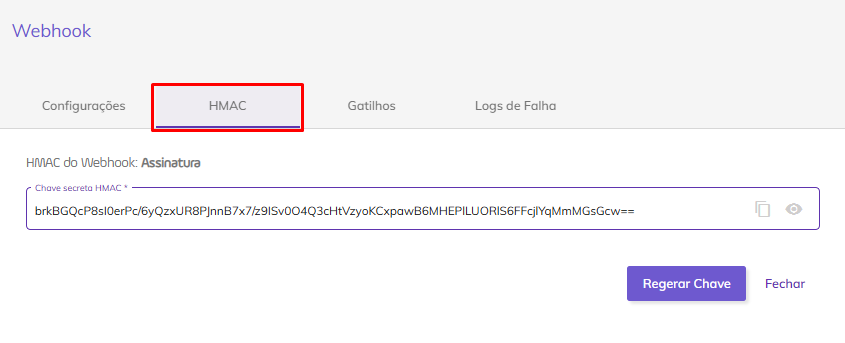 Webhook
Configurações HMAC Gatilhos Logs de Falha
HMAC do Webhook: Assinatura
Chave secreta HMAC *
brkBGQcP8sI0erPc/6yQzxUR8PJnnB7x7/z9ISv0O4Q3cHtVzyoKCxpawB6MHEPlLUORlS6FFcjlYqMmMGsGcw==
Regerar Chave Fechar